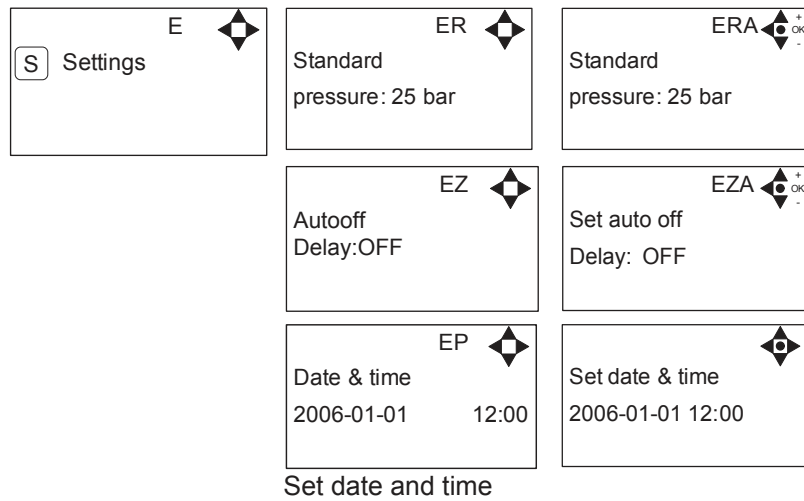 E
S Settings
ER
Standard
pressure: 25 bar
ERA + OK -
Standard
pressure: 25 bar
EZ
Autooff
Delay:OFF
EZA + OK -
Set auto off
Delay: OFF
EP
Date & time
2006-01-01 12:00
Set date & time
2006-01-01 12:00
Set date and time